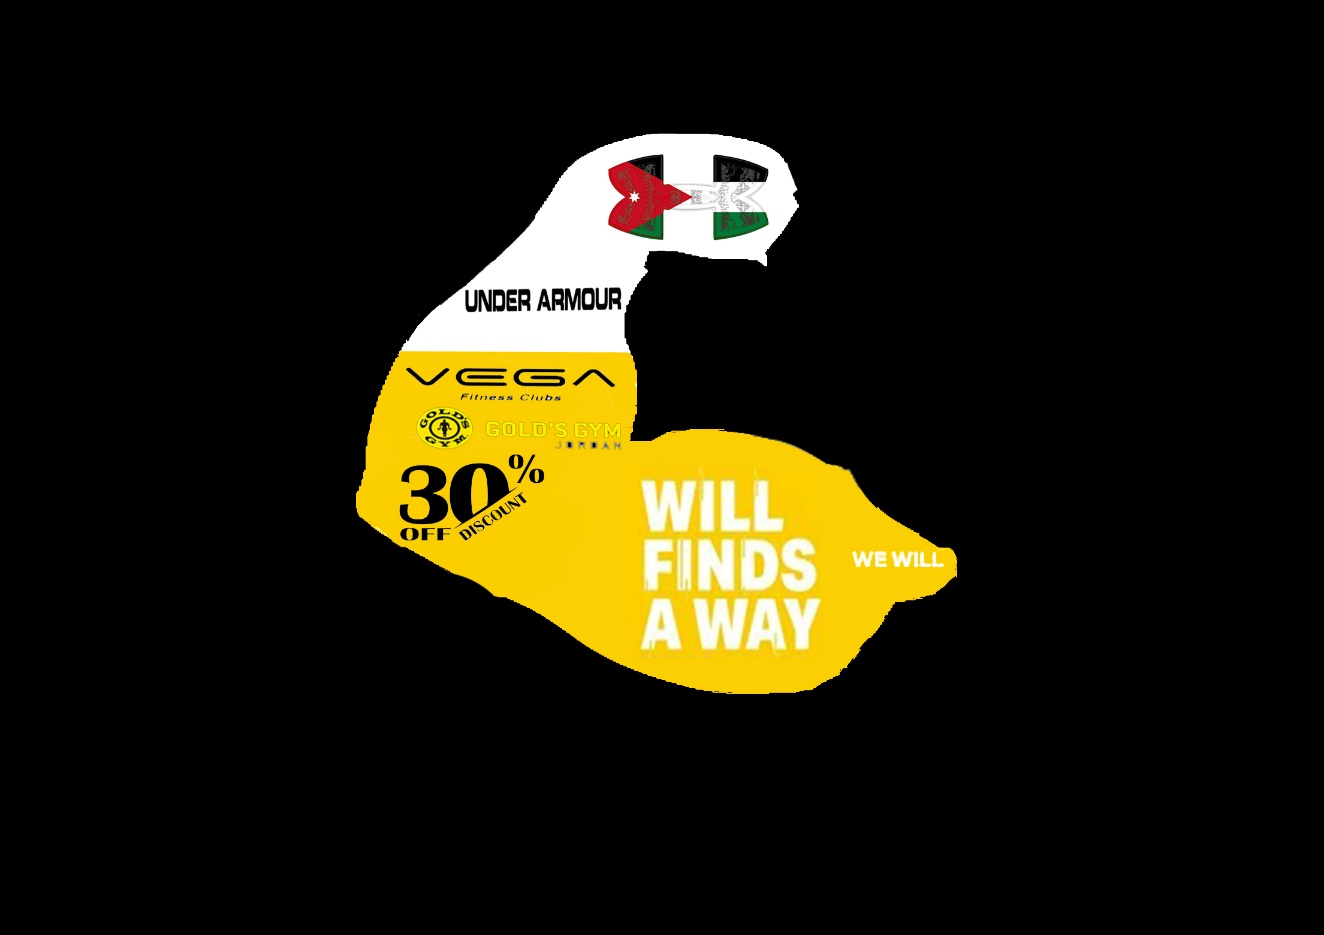 UNDER ARMOUR
VEGA
Fitness Clubs
GOLD'S GYM
GOLD'S GYM
JORDAN
30%
OFF DISCOUNT
WILL
FINDS
A WAY
WE WILL